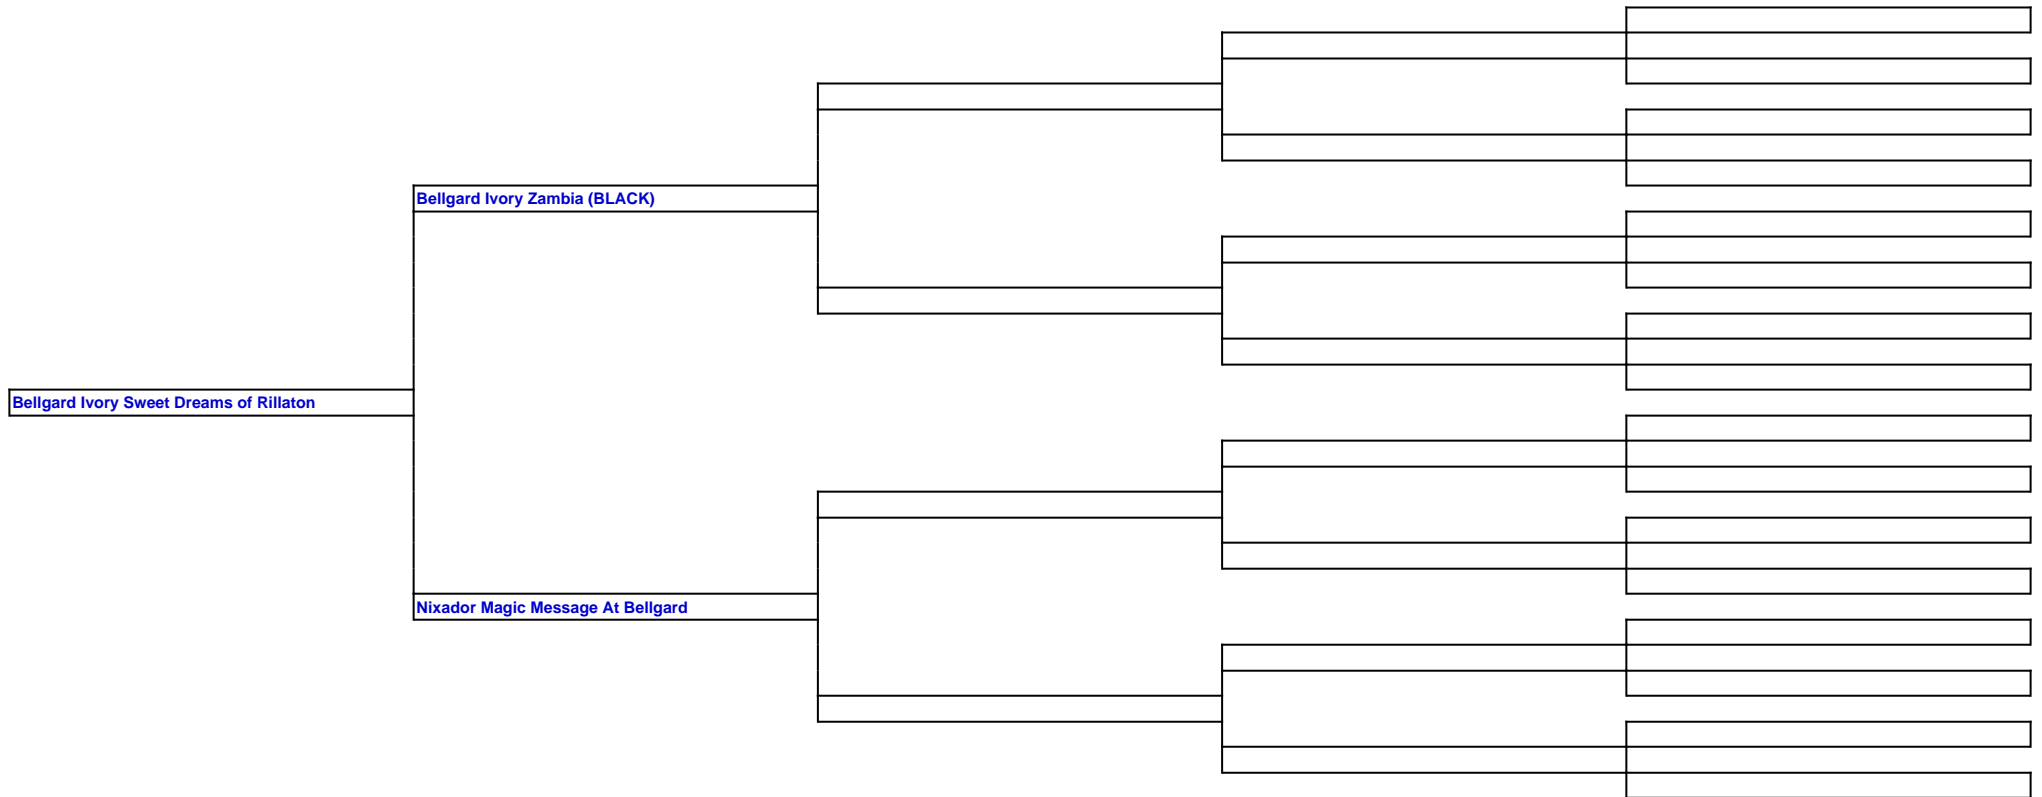 Bellgard Ivory Zambia (BLACK)
Bellgard Ivory Sweet Dreams of Rillaton
Nixador Magic Message At Bellgard